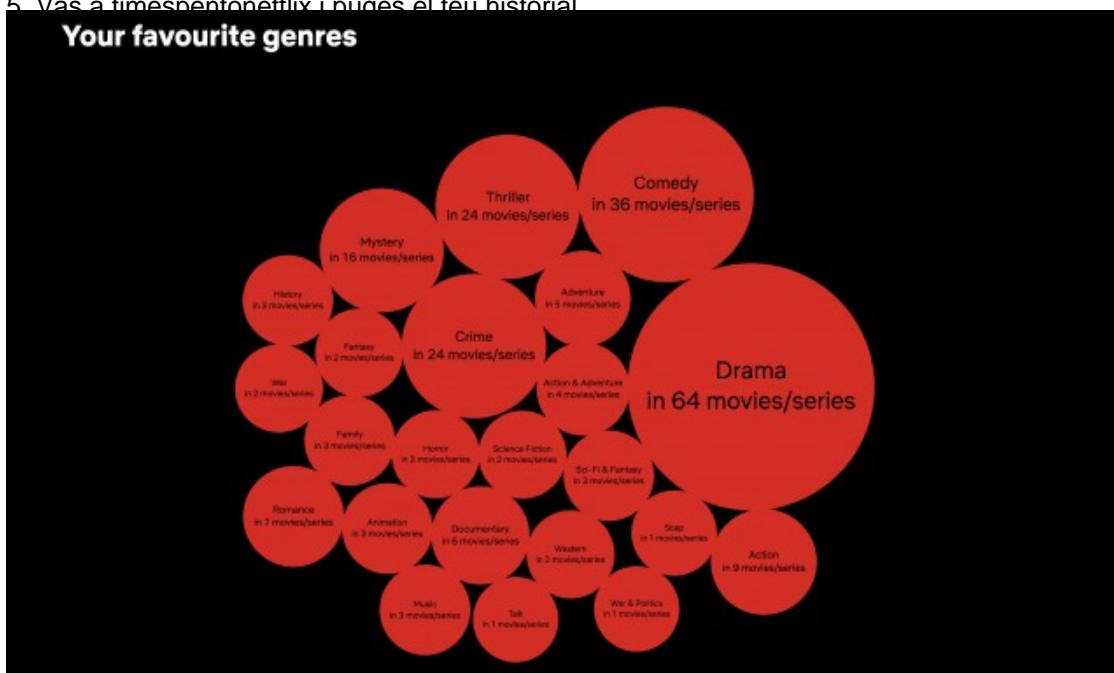 5. Vas a timespentonetflix i puges el teu historial
Your favourite genres
Comedy
in 36 movies/series
Thriller
in 24 movies/series
Mystery
in 16 movies/series
History
in 3 movies/series
Adventure
in 5 movies/series
Fantasy
in 2 movies/series
Crime
in 24 movies/series
War
in 2 movies/series
Action & Adventure
in 4 movies/series
Drama
in 64 movies/series
Family
in 3 movies/series
Horror
in 2 movies/series
Science Fiction
in 2 movies/series
Sci-Fi & Fantasy
in 3 movies/series
Romance
in 7 movies/series
Animation
in 3 movies/series
Documentary
in 6 movies/series
Soap
in 1 movies/series
Western
in 2 movies/series
Action
in 9 movies/series
Music
in 3 movies/series
Talk
in 1 movies/series
War & Politics
in 1 movies/series